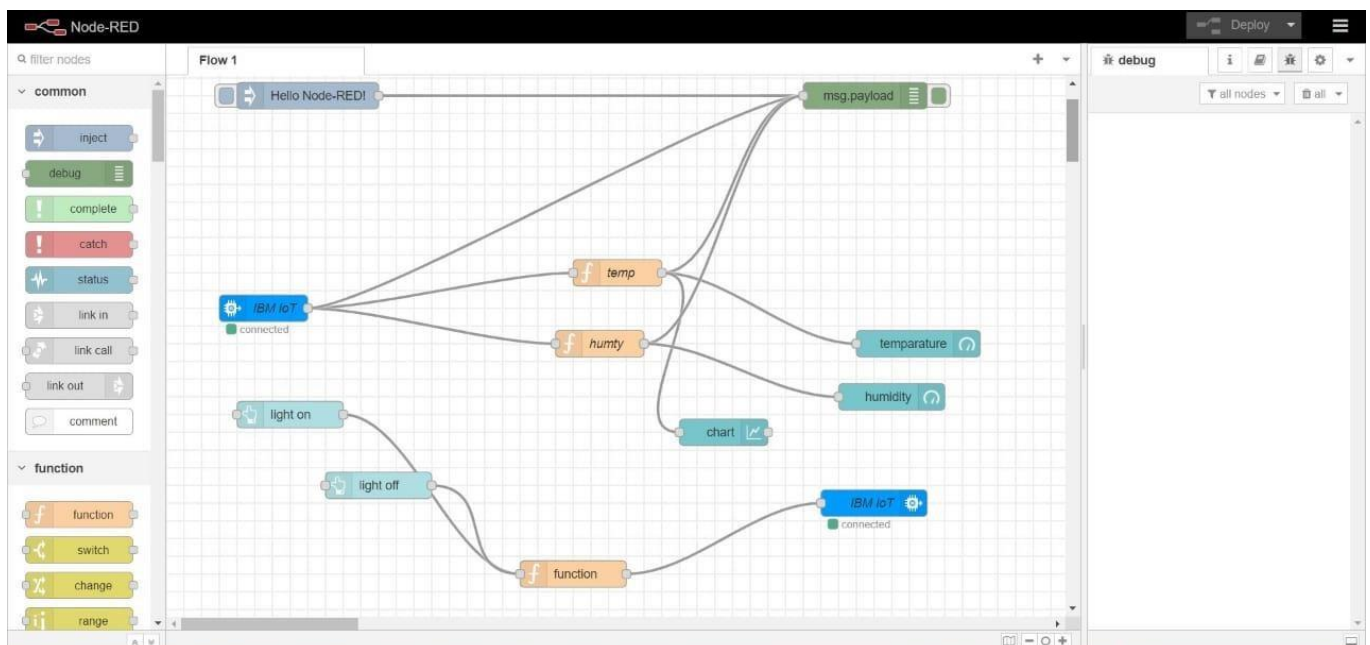 Node-RED
Deploy
filter nodes
Flow 1
debug
i
common
all nodes
all
inject
debug
complete
catch
status
link in
link call
link out
comment
function
function
switch
change
range
Hello Node-RED!
msg.payload
temp
IBM IoT
connected
humty
temparature
humidity
light on
chart
light off
IBM IoT
connected
function